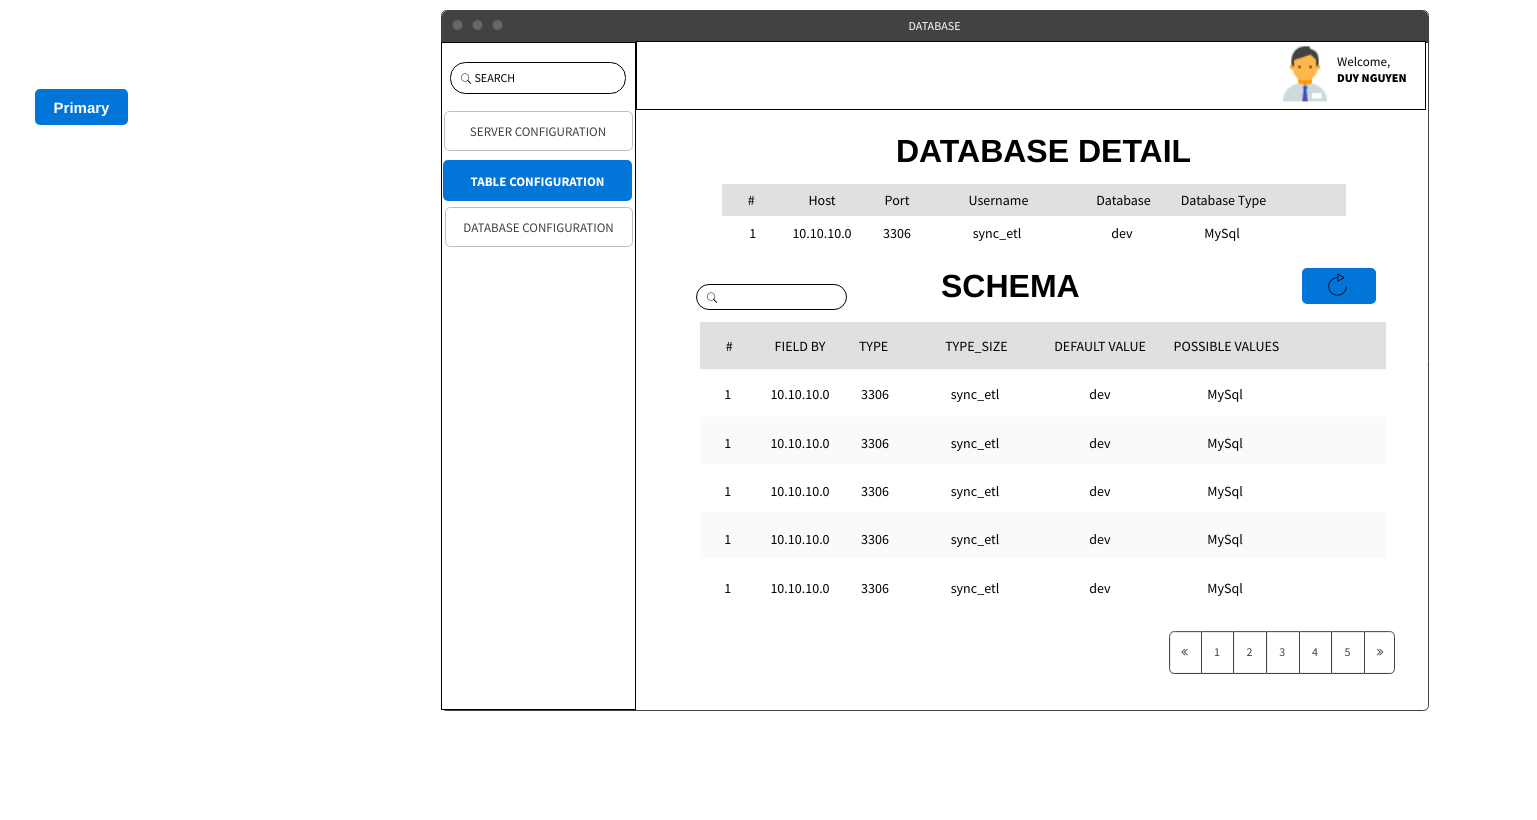 DATABASE
Primary
SEARCH
SERVER CONFIGURATION
TABLE CONFIGURATION
DATABASE CONFIGURATION
Welcome,
DUY NGUYEN
DATABASE DETAIL
# Host Port Username Database Database Type
1 10.10.10.0 3306 sync_etl dev MySql
SCHEMA
# FIELD BY TYPE TYPE_SIZE DEFAULT VALUE POSSIBLE VALUES
1 10.10.10.0 3306 sync_etl dev MySql
1 10.10.10.0 3306 sync_etl dev MySql
1 10.10.10.0 3306 sync_etl dev MySql
1 10.10.10.0 3306 sync_etl dev MySql
1 10.10.10.0 3306 sync_etl dev MySql
« 1 2 3 4 5 »